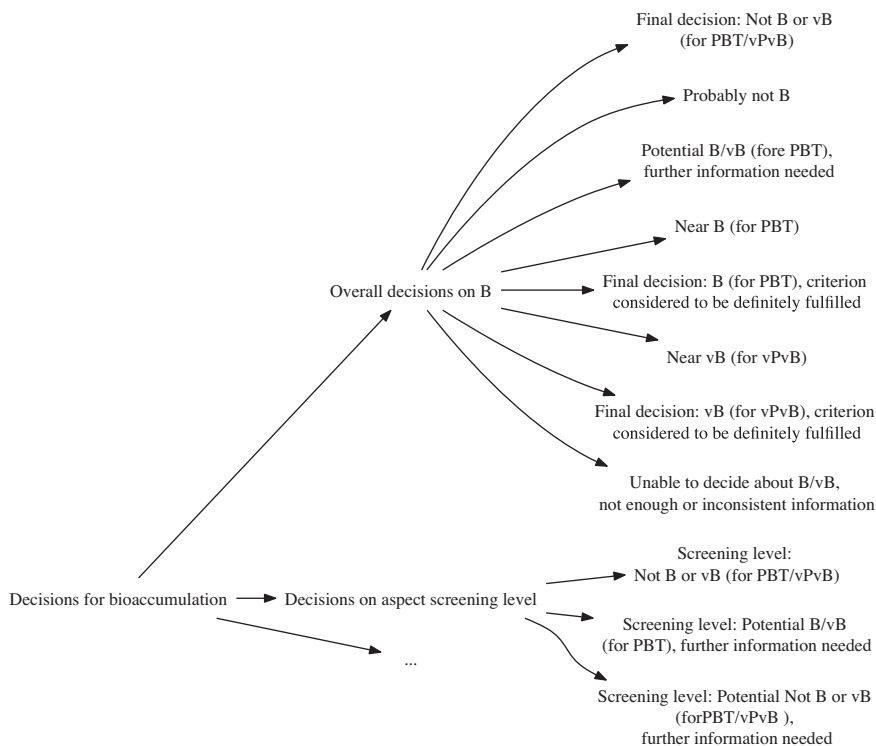 Final decision: Not B or vB
(for PBT/vPvB)
Probably not B
Potential B/vB (fore PBT),
further information needed
Near B (for PBT)
Overall decisions on B
Final decision: B (for PBT), criterion
considered to be definitely fulfilled
Near vB (for vPvB)
Final decision: vB (for vPvB), criterion
considered to be definitely fulfilled
Unable to decide about B/vB,
not enough or inconsistent information
Decisions for bioaccumulation
Decisions on aspect screening level
...
Screening level:
Not B or vB (for PBT/vPvB)
Screening level: Potential B/vB
(for PBT), further information needed
Screening level: Potential Not B or vB
(forPBT/vPvB ),
further information needed